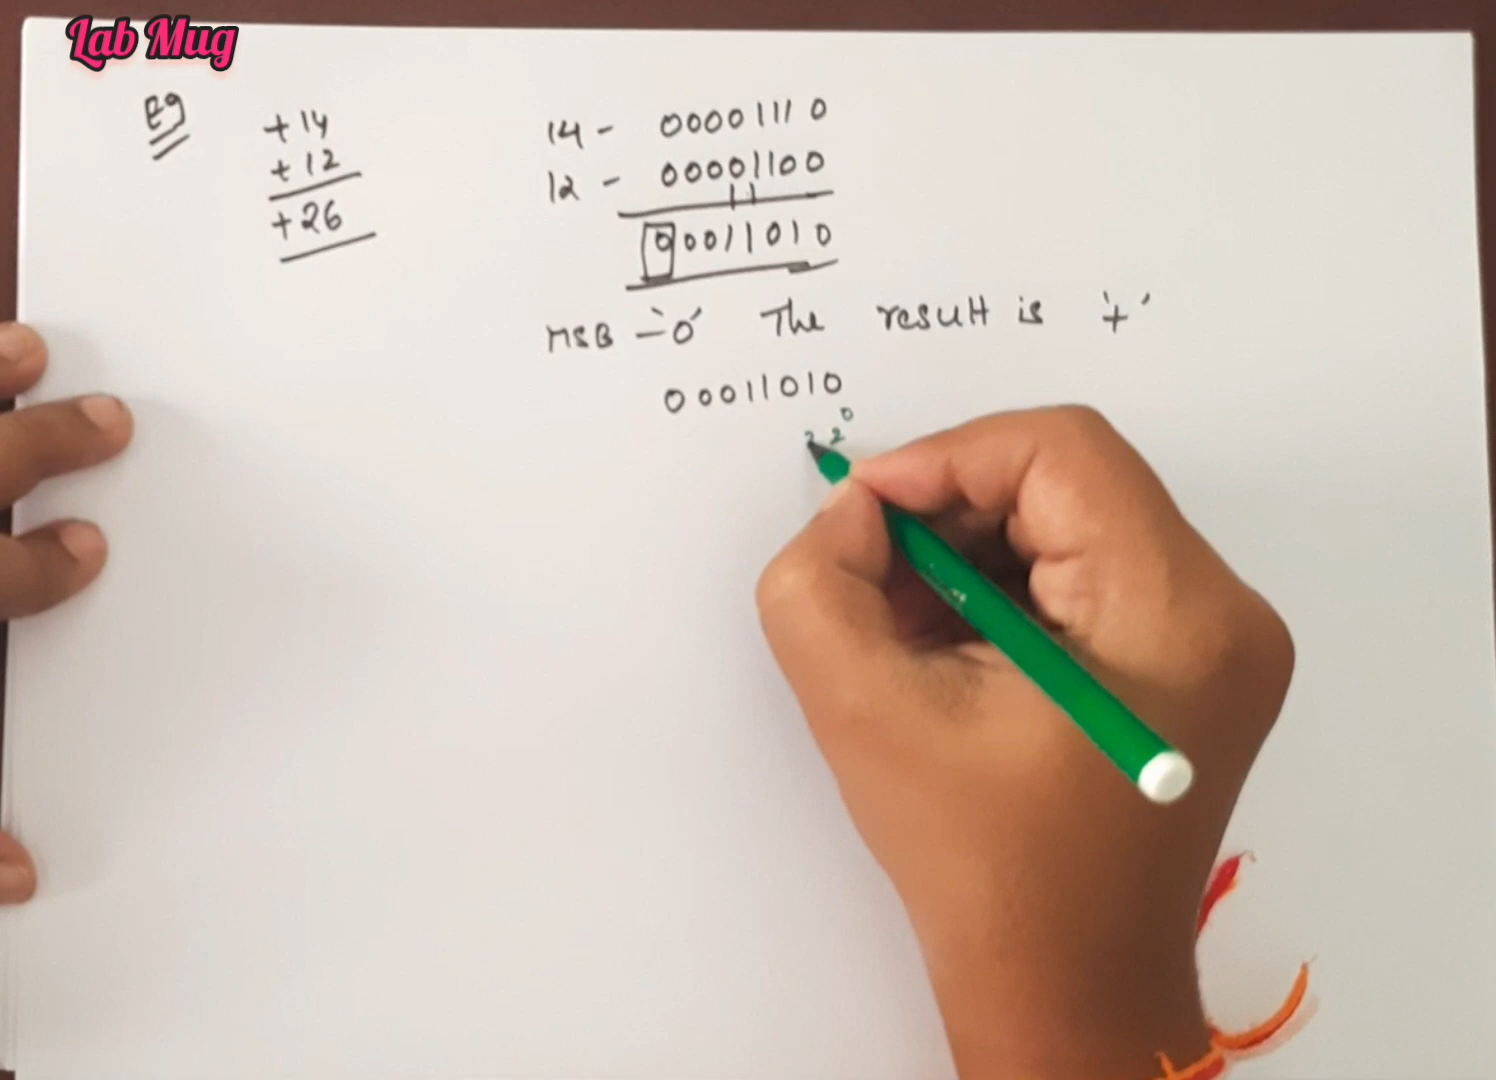 Lab Mug
Eg
+14
+12
+26
14 - 00001110
12 - 00001100
11
00011010
MSB - '0' The result is '+'
00011010
2 2⁰